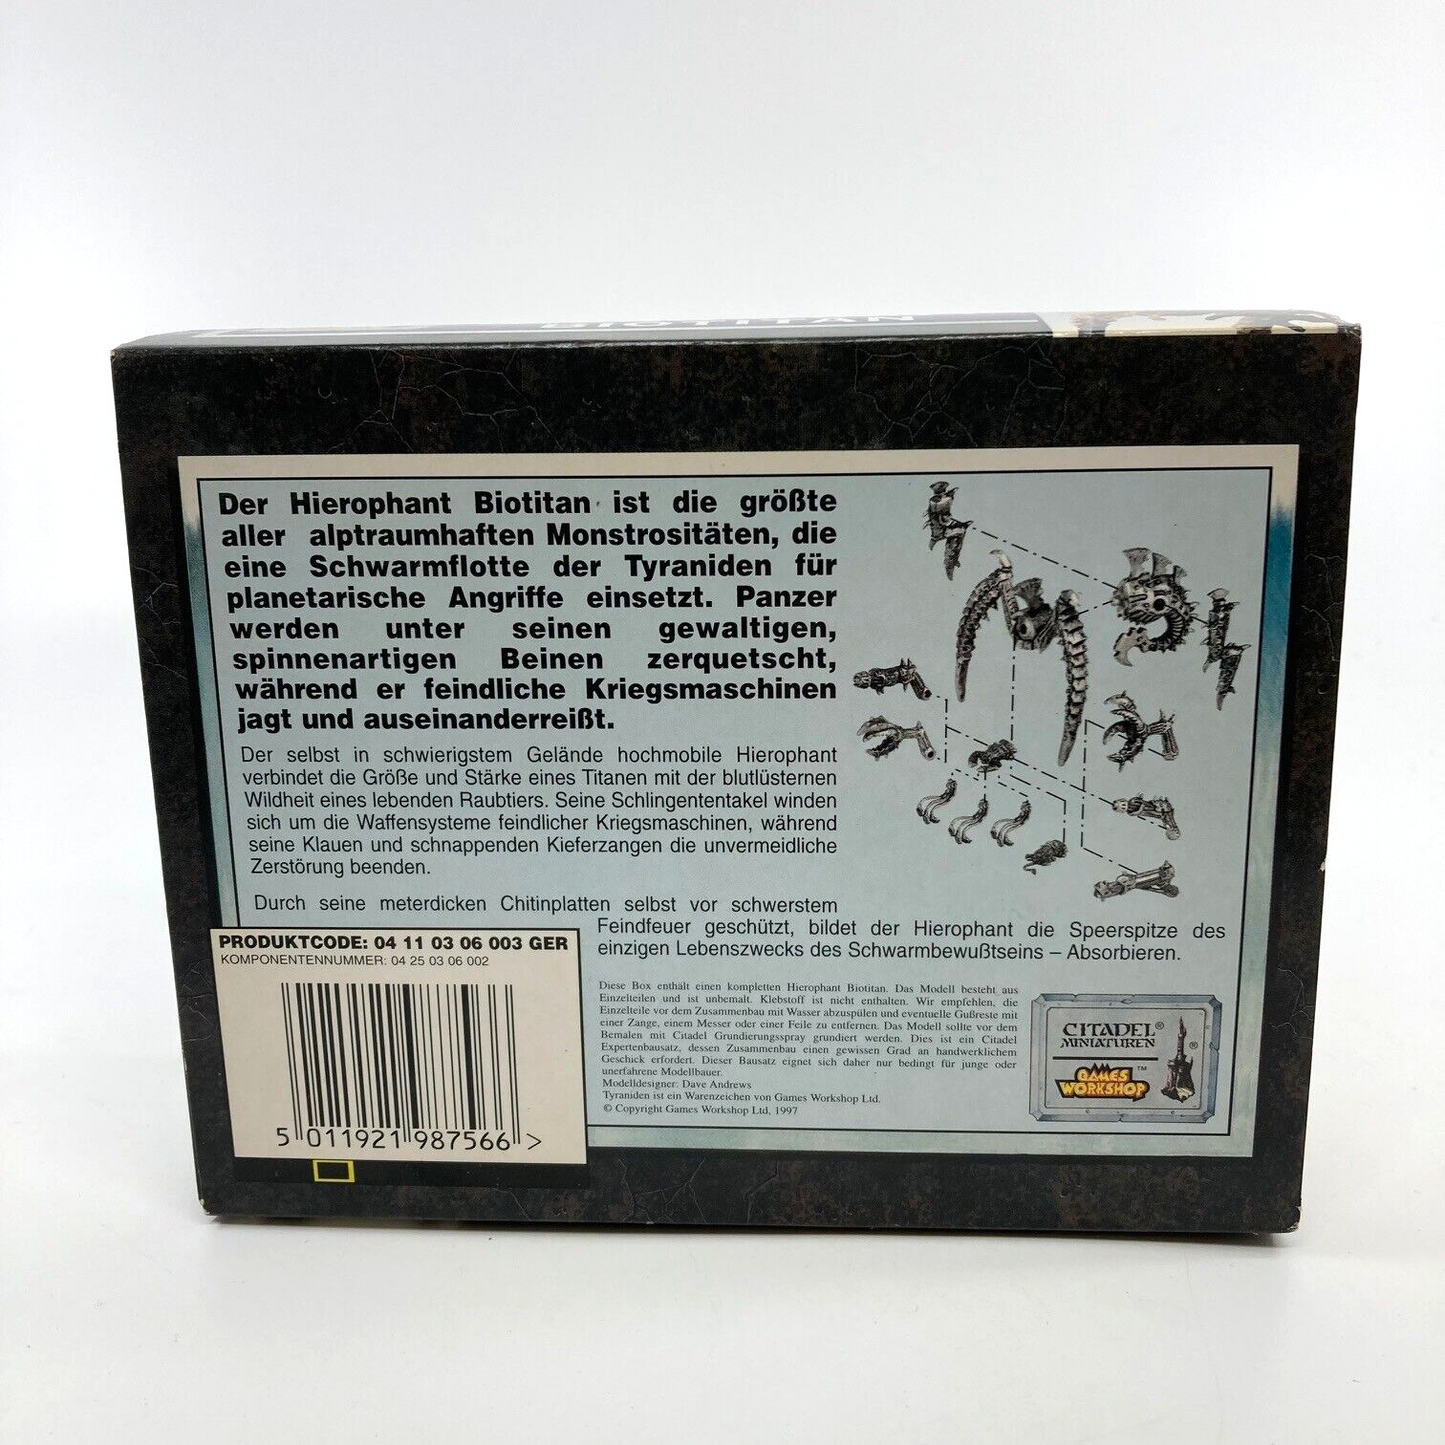 BIOTITAN
Der Hierophant Biotitan ist die größte
aller alptraumhaften Monstrositäten, die
eine Schwarmflotte der Tyraniden für
planetarische Angriffe einsetzt. Panzer
werden unter seinen gewaltigen,
spinnenartigen Beinen zerquetscht,
während er feindliche Kriegsmaschinen
jagt und auseinanderreißt.
Der selbst in schwierigstem Gelände hochmobile Hierophant
verbindet die Größe und Stärke eines Titanen mit der blutlüsternen
Wildheit eines lebenden Raubtiers. Seine Schlingententakel winden
sich um die Waffensysteme feindlicher Kriegsmaschinen, während
seine Klauen und schnappenden Kieferzangen die unvermeidliche
Zerstörung beenden.
Durch seine meterdicken Chitinplatten selbst vor schwerstem
Feindfeuer geschützt, bildet der Hierophant die Speerspitze des
einzigen Lebenszwecks des Schwarmbewußtseins – Absorbieren.
PRODUKTCODE: 04 11 03 06 003 GER
KOMPONENTENNUMMER: 04 25 03 06 002
5 011921 987566 >
Diese Box enthält einen kompletten Hierophant Biotitan. Das Modell besteht aus
Einzelteilen und ist unbemalt. Klebstoff ist nicht enthalten. Wir empfehlen, die
Einzelteile vor dem Zusammenbau mit Wasser abzuspülen und eventuelle Gußreste mit
einer Zange, einem Messer oder einer Feile zu entfernen. Das Modell sollte vor dem
Bemalen mit Citadel Grundierungsspray grundiert werden. Dies ist ein Citadel
Expertenbausatz, dessen Zusammenbau einen gewissen Grad an handwerklichem
Geschick erfordert. Dieser Bausatz eignet sich daher nur bedingt für junge oder
unerfahrene Modellbauer.
Modelldesigner: Dave Andrews
Tyraniden ist ein Warenzeichen von Games Workshop Ltd.
© Copyright Games Workshop Ltd, 1997
CITADEL®
MINIATUREN
®
GAMES ™
WORKSHOP